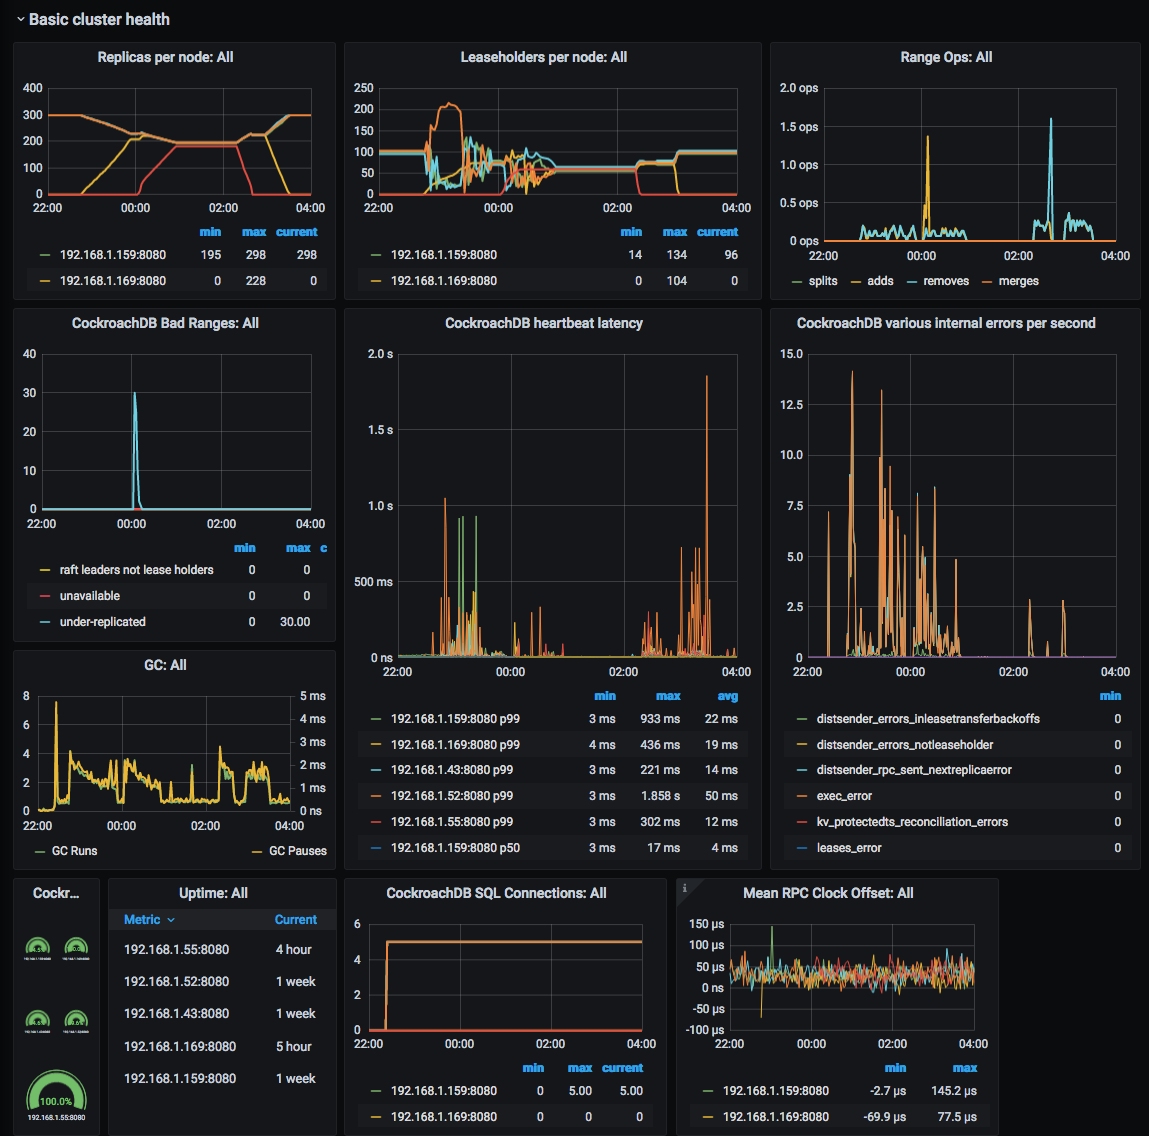 Basic cluster health
Replicas per node: All
400
300
200
100
0
22:00 00:00 02:00 04:00
min max current
192.168.1.159:8080 195 298 298
192.168.1.169:8080 0 228 0
Leaseholders per node: All
250
200
150
100
50
0
22:00 00:00 02:00 04:00
min max current
192.168.1.159:8080 14 134 96
192.168.1.169:8080 0 104 0
Range Ops: All
2.0 ops
1.5 ops
1.0 ops
0.5 ops
0 ops
22:00 00:00 02:00 04:00
splits adds removes merges
CockroachDB Bad Ranges: All
40
30
20
10
0
22:00 00:00 02:00 04:00
min max c
raft leaders not lease holders 0 0
unavailable 0 0
under-replicated 0 30.00
CockroachDB heartbeat latency
2.0 s
1.5 s
1.0 s
500 ms
0 ns
22:00 00:00 02:00 04:00
min max avg
192.168.1.159:8080 p99 3 ms 933 ms 22 ms
192.168.1.169:8080 p99 4 ms 436 ms 19 ms
192.168.1.43:8080 p99 3 ms 221 ms 14 ms
192.168.1.52:8080 p99 3 ms 1.858 s 50 ms
192.168.1.55:8080 p99 3 ms 302 ms 12 ms
192.168.1.159:8080 p50 3 ms 17 ms 4 ms
CockroachDB various internal errors per second
15.0
12.5
10.0
7.5
5.0
2.5
0
22:00 00:00 02:00 04:00
min
distsender_errors_inleasetransferbackoffs 0
distsender_errors_notleaseholder 0
distsender_rpc_sent_nextreplicaerror 0
exec_error 0
kv_protectedts_reconciliation_errors 0
leases_error 0
GC: All
8 5 ms
6 4 ms
3 ms
4 2 ms
2 1 ms
0 0 ns
22:00 00:00 02:00 04:00
GC Runs GC Pauses
Cockr...
100.0%
192.168.1.55:8080
Uptime: All
Metric Current
192.168.1.55:8080 4 hour
192.168.1.52:8080 1 week
192.168.1.43:8080 1 week
192.168.1.169:8080 5 hour
192.168.1.159:8080 1 week
CockroachDB SQL Connections: All
6
4
2
0
22:00 00:00 02:00 04:00
min max current
192.168.1.159:8080 0 5.00 5.00
192.168.1.169:8080 0 0 0
i
Mean RPC Clock Offset: All
150 µs
100 µs
50 µs
0 ns
-50 µs
-100 µs
22:00 00:00 02:00 04:00
min max
192.168.1.159:8080 -2.7 µs 145.2 µs
192.168.1.169:8080 -69.9 µs 77.5 µs